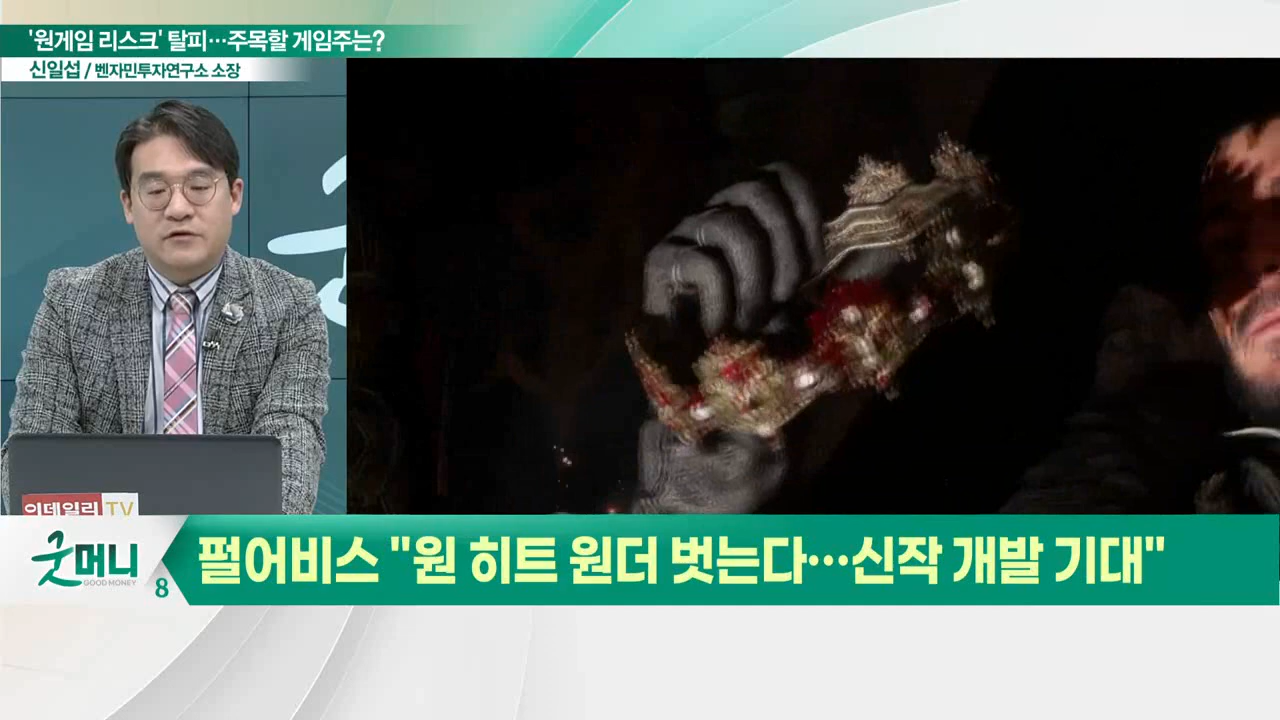 '원게임 리스크' 탈피…주목할 게임주는?
신일섭 / 벤자민투자연구소 소장
이데일리 TV
굿머니
GOOD MONEY
8
펄어비스 "원 히트 원더 벗는다…신작 개발 기대"